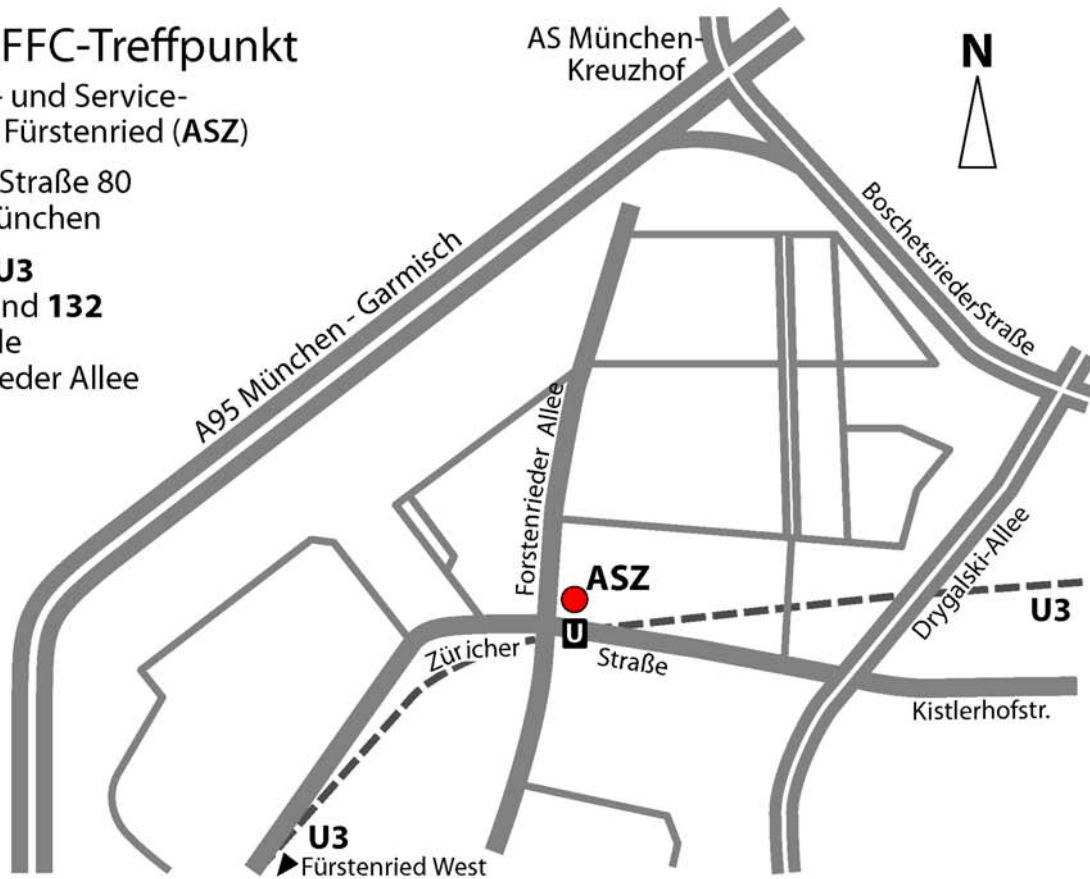 FFC-Treffpunkt
- und Service-
Fürstenried (ASZ)
Straße 80
ünchen
U3
nd 132
le
eder Allee
AS München-
Kreuzhof
N
A95 München - Garmisch
Boschetsrieder Straße
Forstenrieder Allee
ASZ
U
Züricher Straße
Drygalski-Allee
U3
Kistlerhofstr.
U3
Fürstenried West